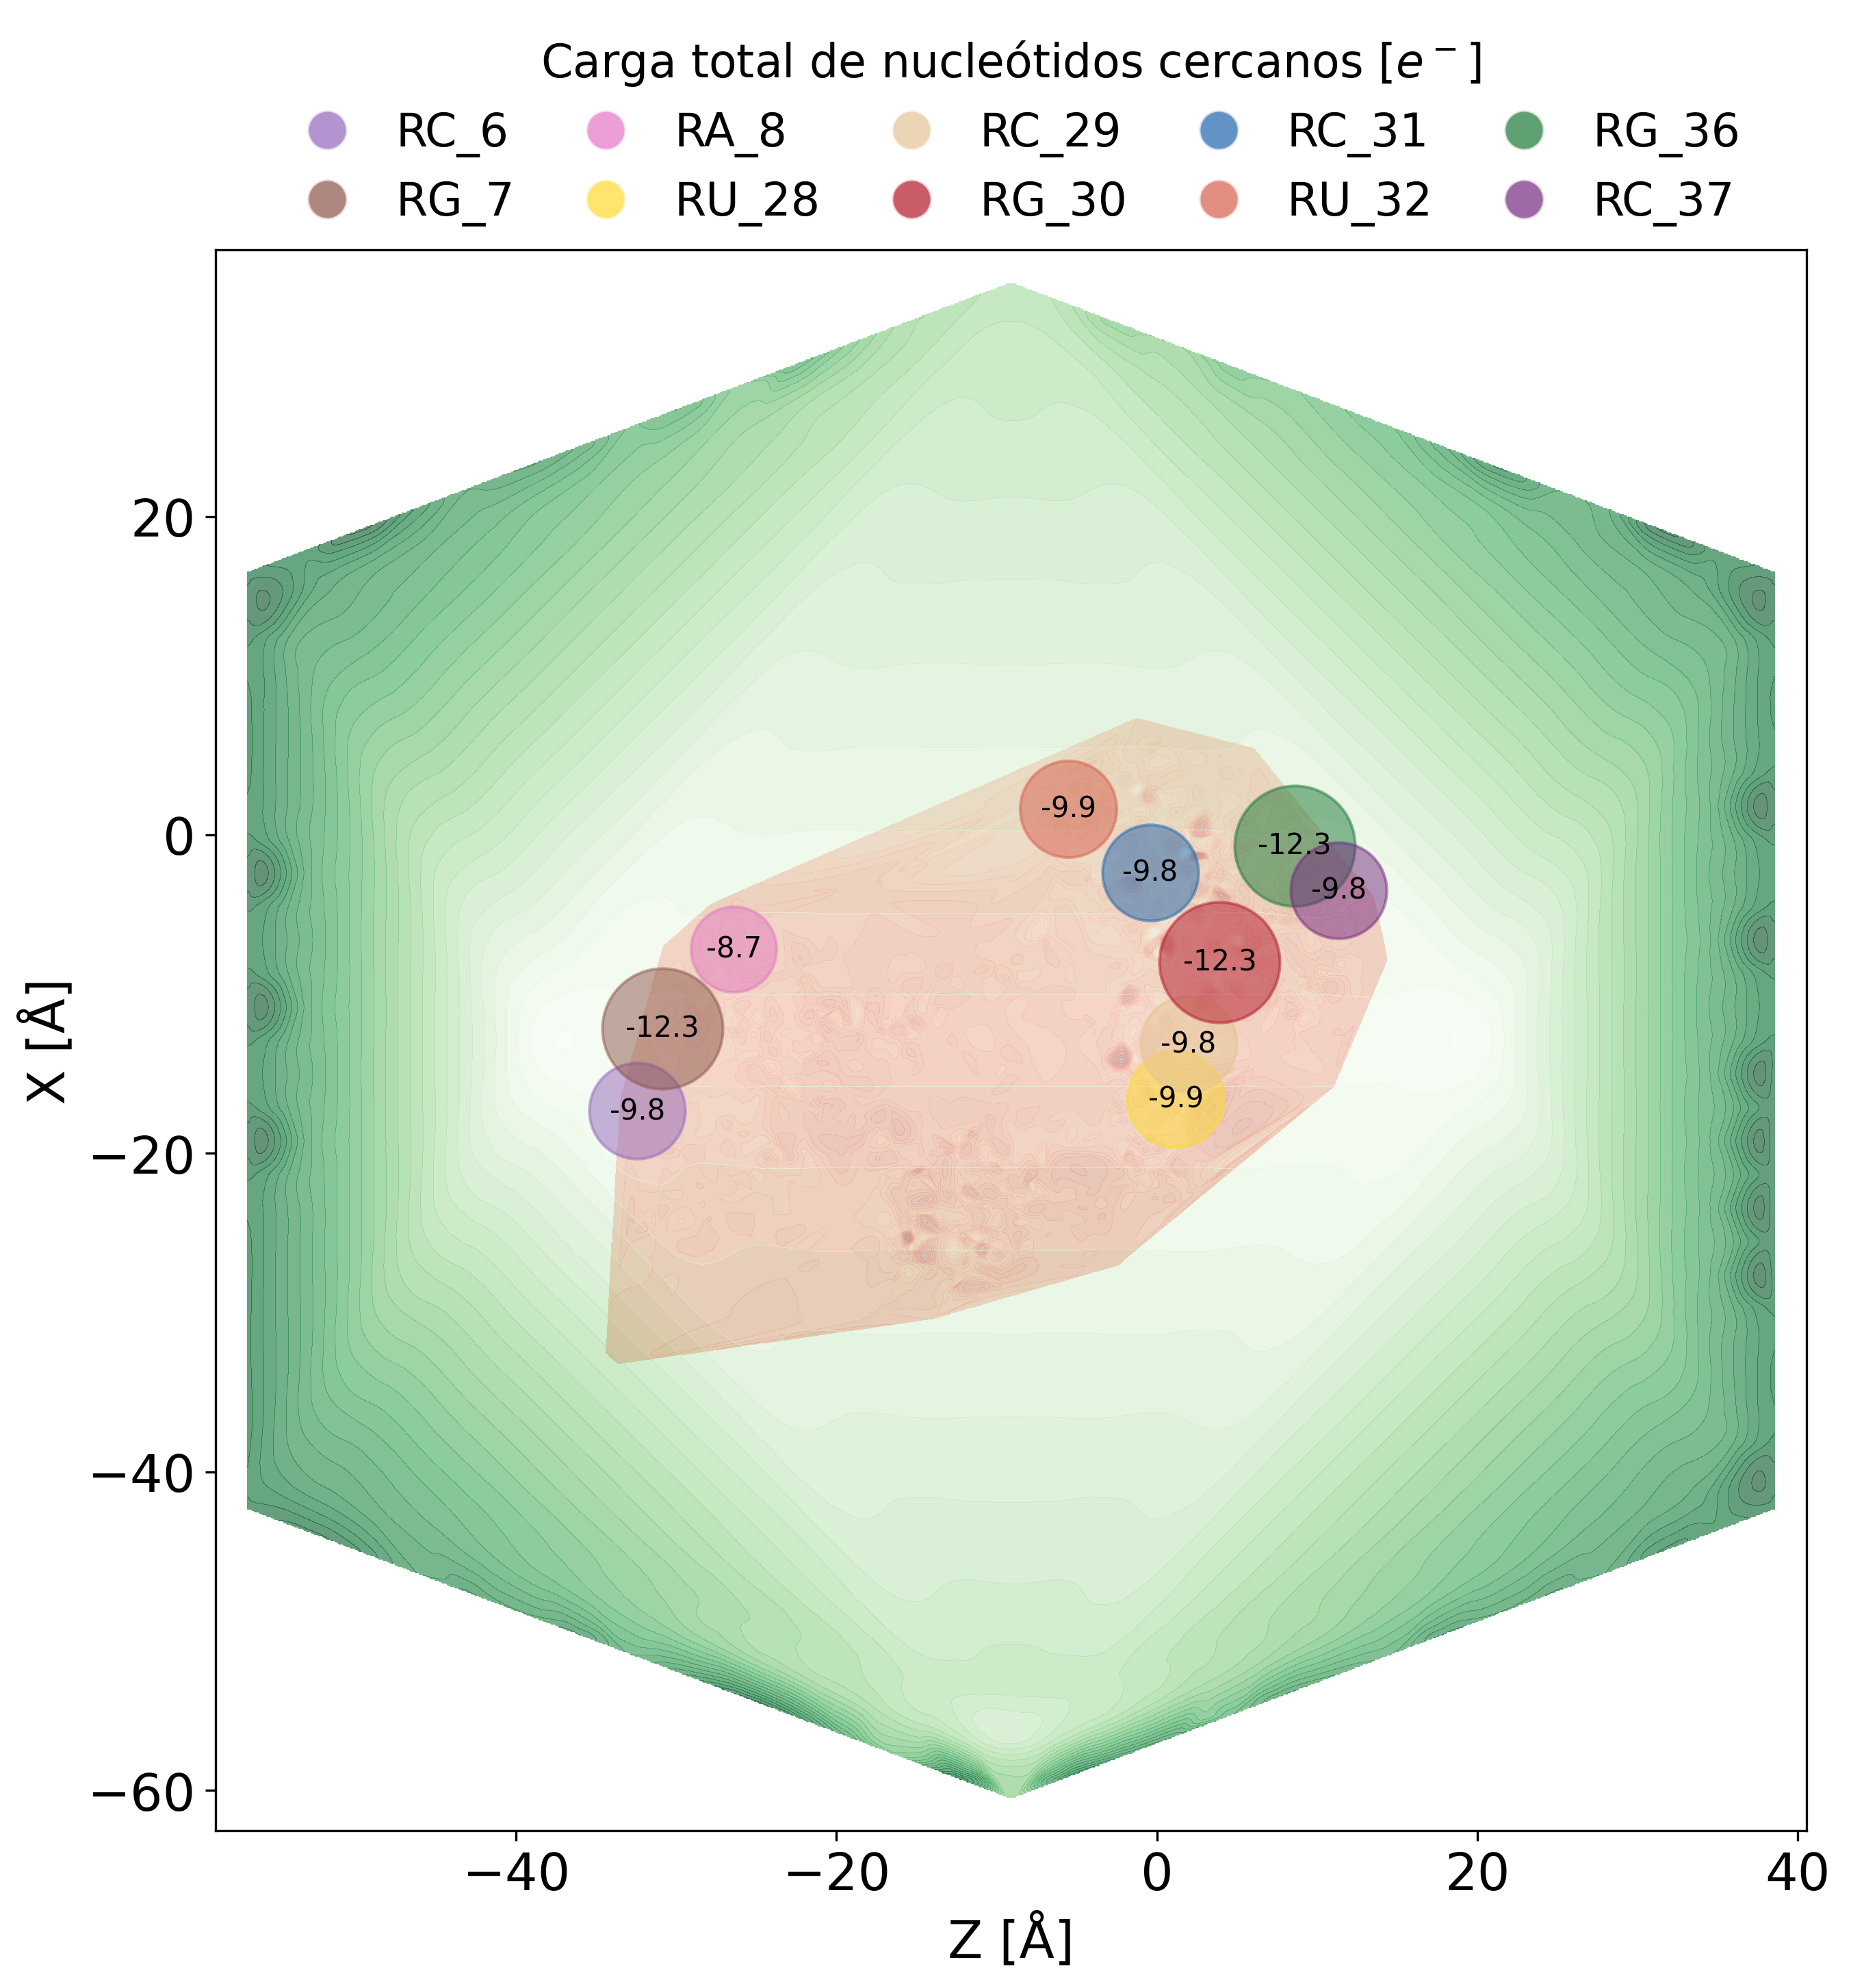 Carga total de nucleótidos cercanos [e⁻]
RC_6 RA_8 RC_29 RC_31 RG_36
RG_7 RU_28 RG_30 RU_32 RC_37
20
0
−20
−40
−60
X [Å]
-9.9
-12.3
-9.8
-9.8
-8.7
-12.3
-12.3
-9.8
-9.9
-9.8
−40 −20 0 20 40
Z [Å]